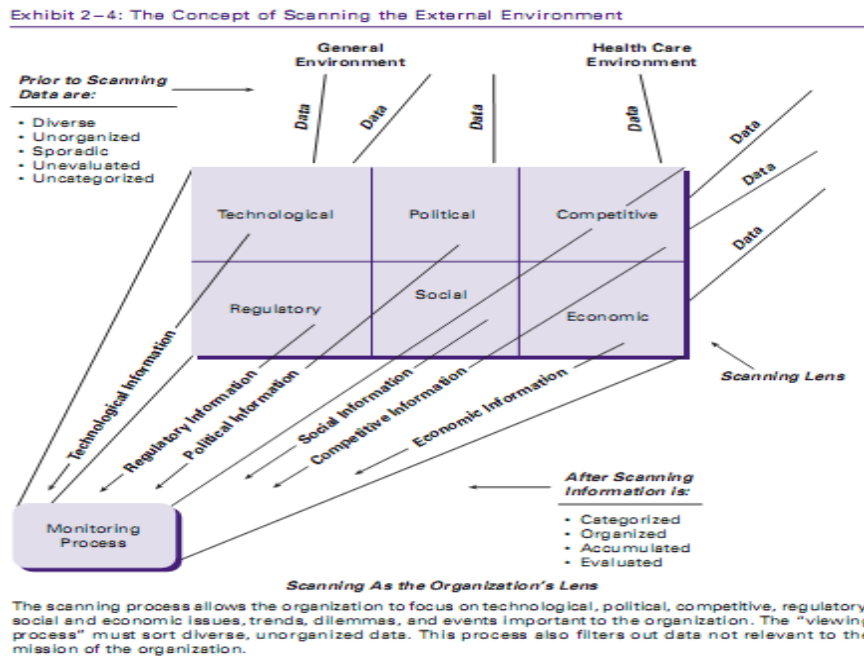 Exhibit 2–4: The Concept of Scanning the External Environment
General
Environment
Health Care
Environment
Prior to Scanning
Data are:
• Diverse
• Unorganized
• Sporadic
• Unevaluated
• Uncategorized
Data
Data
Data
Data
Data
Data
Data
Technological
Political
Competitive
Regulatory
Social
Economic
Scanning Lens
Technological Information
Regulatory Information
Political Information
Social Information
Competitive Information
Economic Information
After Scanning
Information is:
• Categorized
• Organized
• Accumulated
• Evaluated
Monitoring
Process
Scanning As the Organization's Lens
The scanning process allows the organization to focus on technological, political, competitive, regulatory
social and economic issues, trends, dilemmas, and events important to the organization. The “viewing
process” must sort diverse, unorganized data. This process also filters out data not relevant to the
mission of the organization.